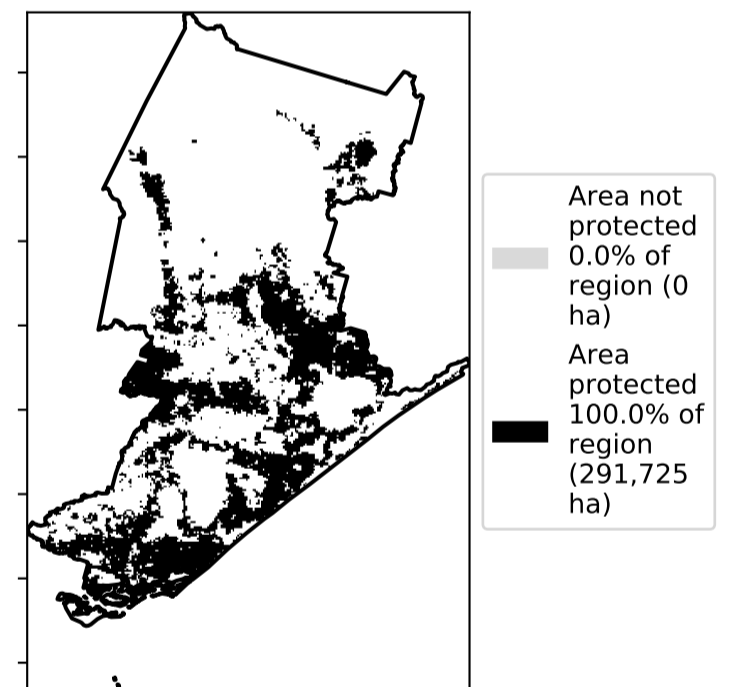 Area not
protected
0.0% of
region (0
ha)
Area
protected
100.0% of
region
(291,725
ha)